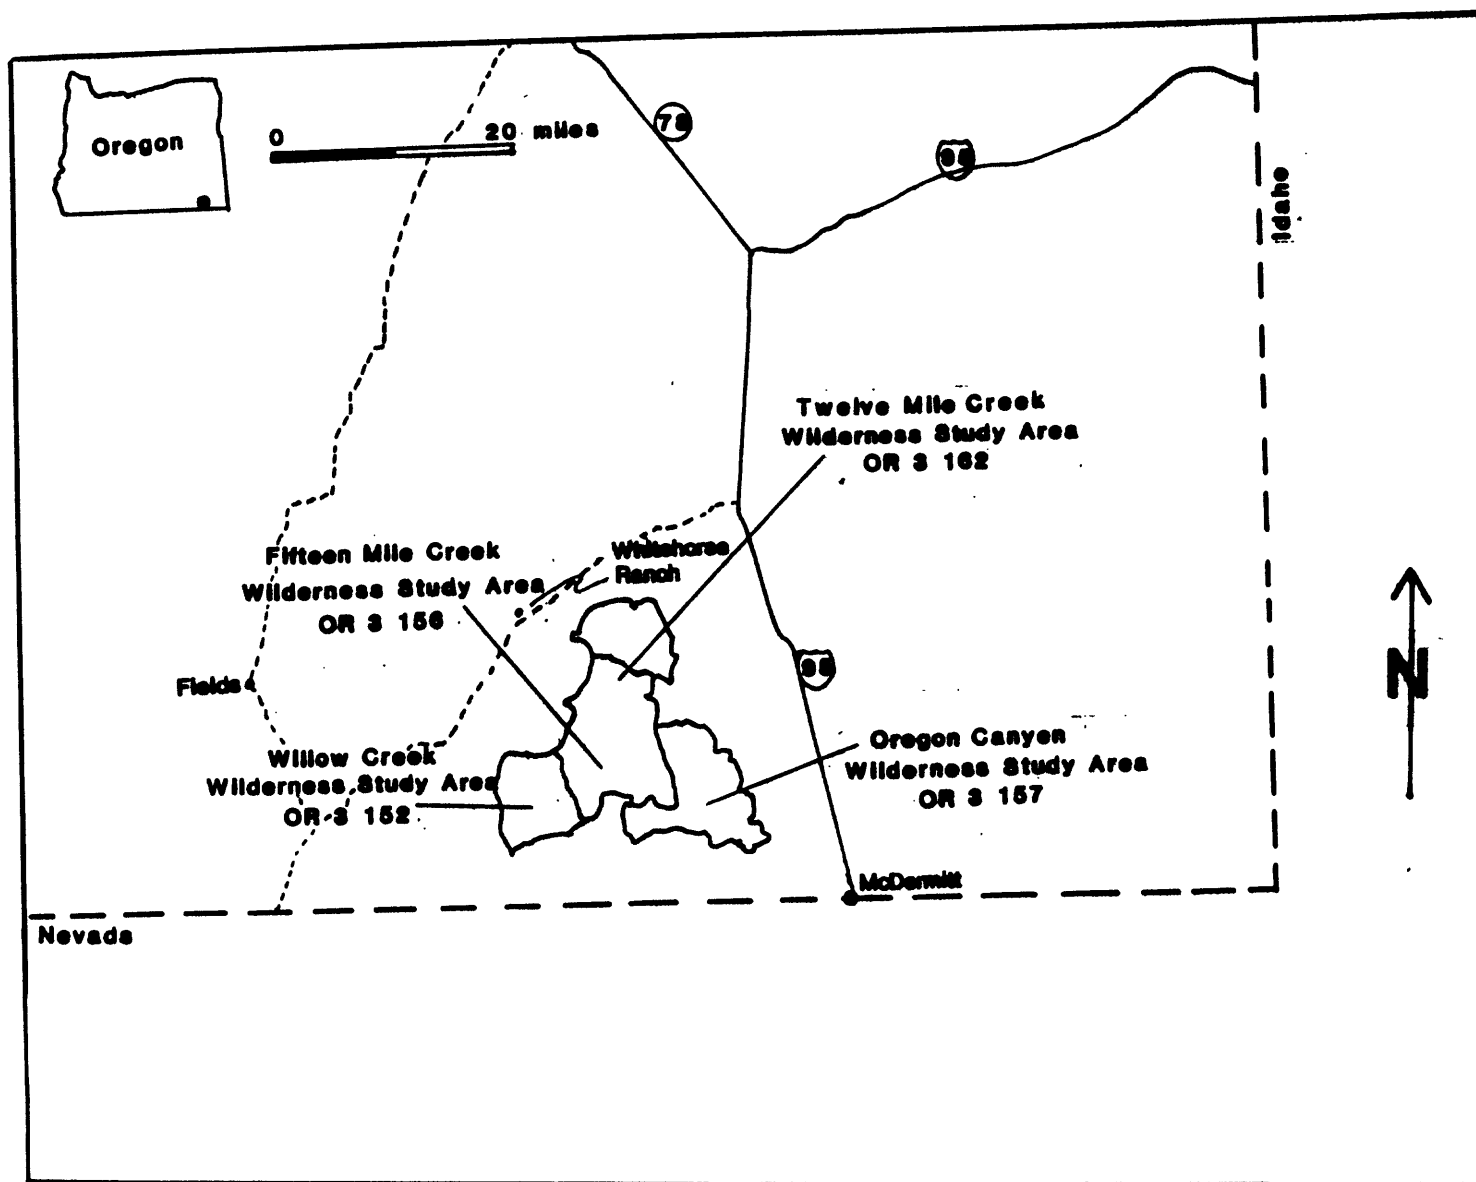 Oregon
0
20 miles
78
95
Idaho
Twelve Mile Creek
Wilderness Study Area
OR 3 162
Whitehorse
Ranch
Fifteen Mile Creek
Wilderness Study Area
OR 3 156
N
95
Fields
Oregon Canyon
Wilderness Study Area
OR 3 157
Willow Creek
Wilderness Study Area
OR 3 152
McDermitt
Nevada